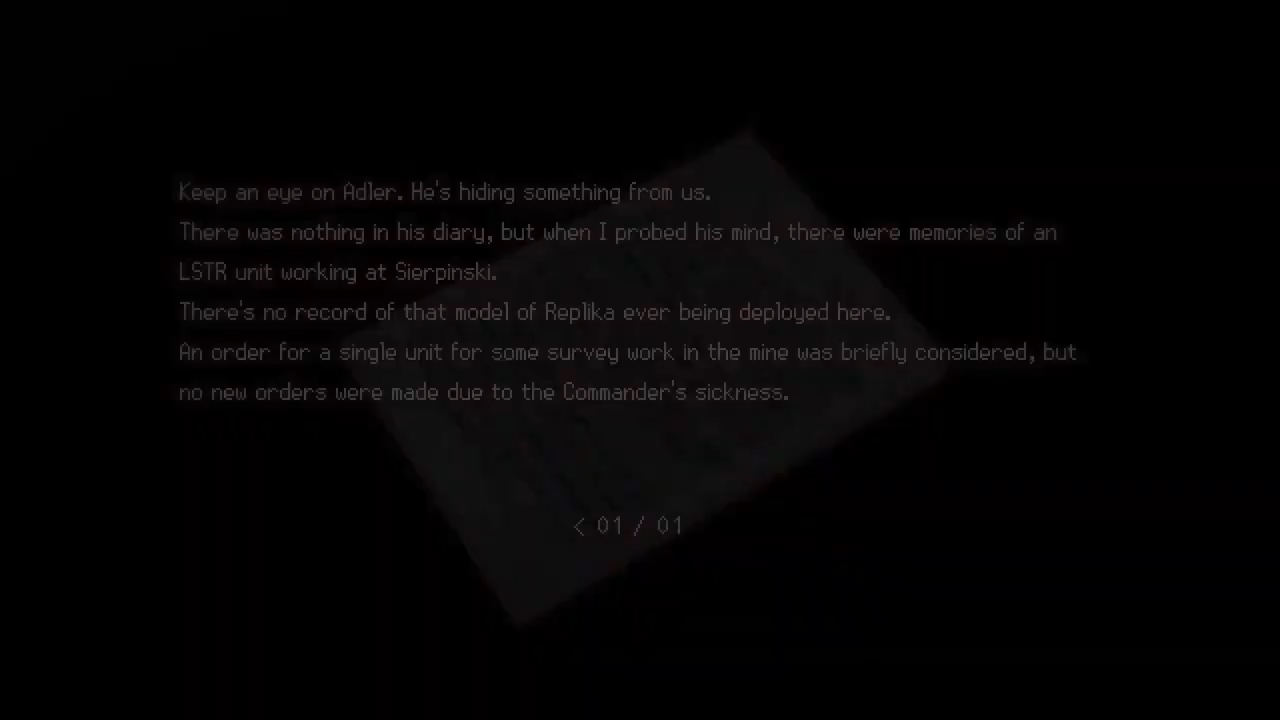 Keep an eye on Adler. He's hiding something from us.
There was nothing in his diary, but when I probed his mind, there were memories of an
LSTR unit working at Sierpinski.
There's no record of that model of Replika ever being deployed here.
An order for a single unit for some survey work in the mine was briefly considered, but
no new orders were made due to the Commander's sickness.
< 01 / 01